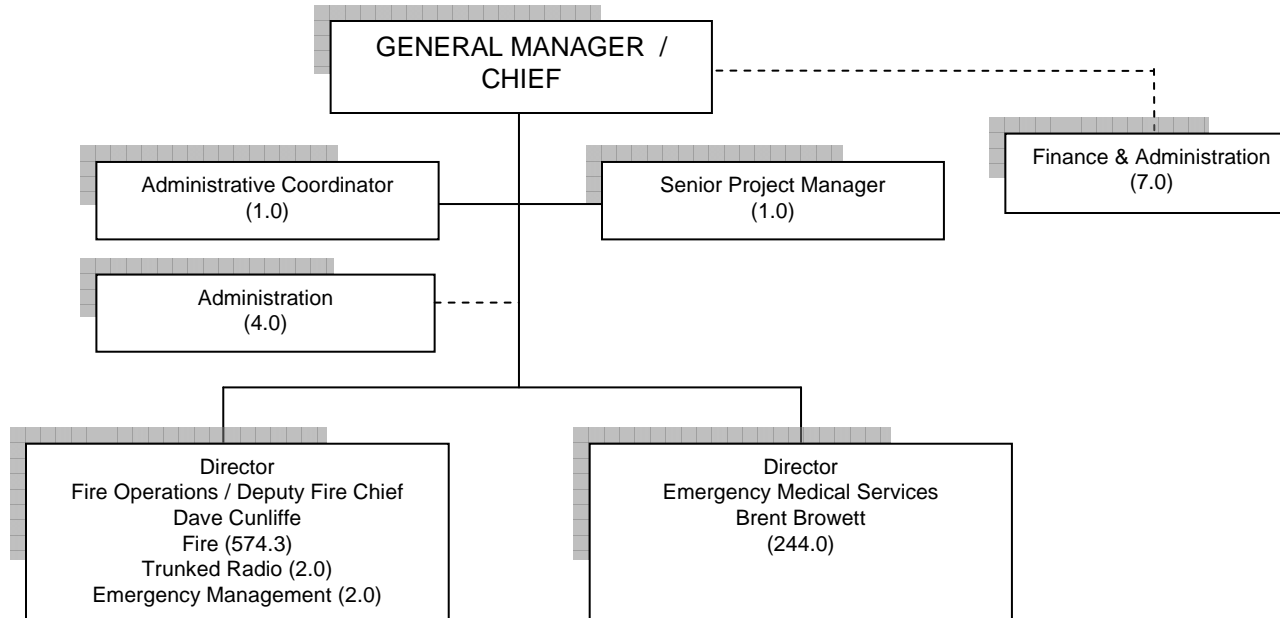 GENERAL MANAGER /
CHIEF
Finance & Administration
(7.0)
Administrative Coordinator
(1.0)
Senior Project Manager
(1.0)
Administration
(4.0)
Director
Fire Operations / Deputy Fire Chief
Dave Cunliffe
Fire (574.3)
Trunked Radio (2.0)
Emergency Management (2.0)
Director
Emergency Medical Services
Brent Browett
(244.0)